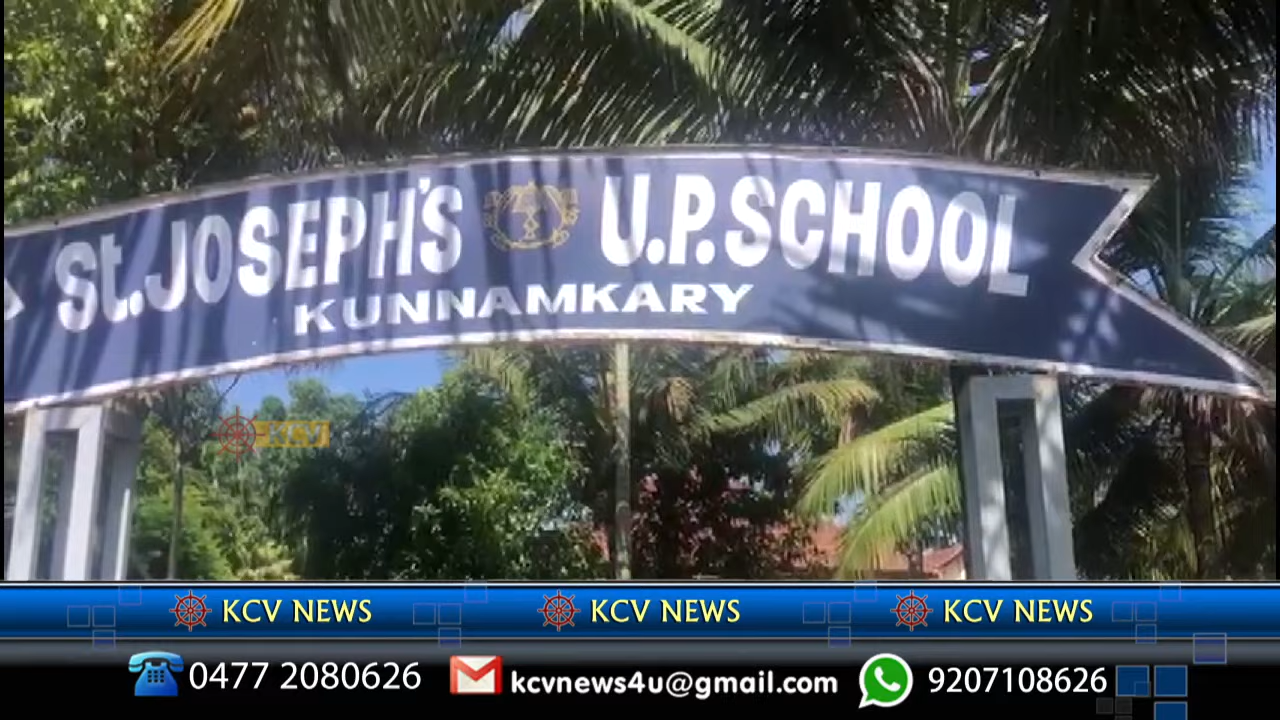 St. JOSEPH'S U.P. SCHOOL
KUNNAMKARY
KCV
KCV NEWS KCV NEWS KCV NEWS
0477 2080626 kcvnews4u@gmail.com 9207108626